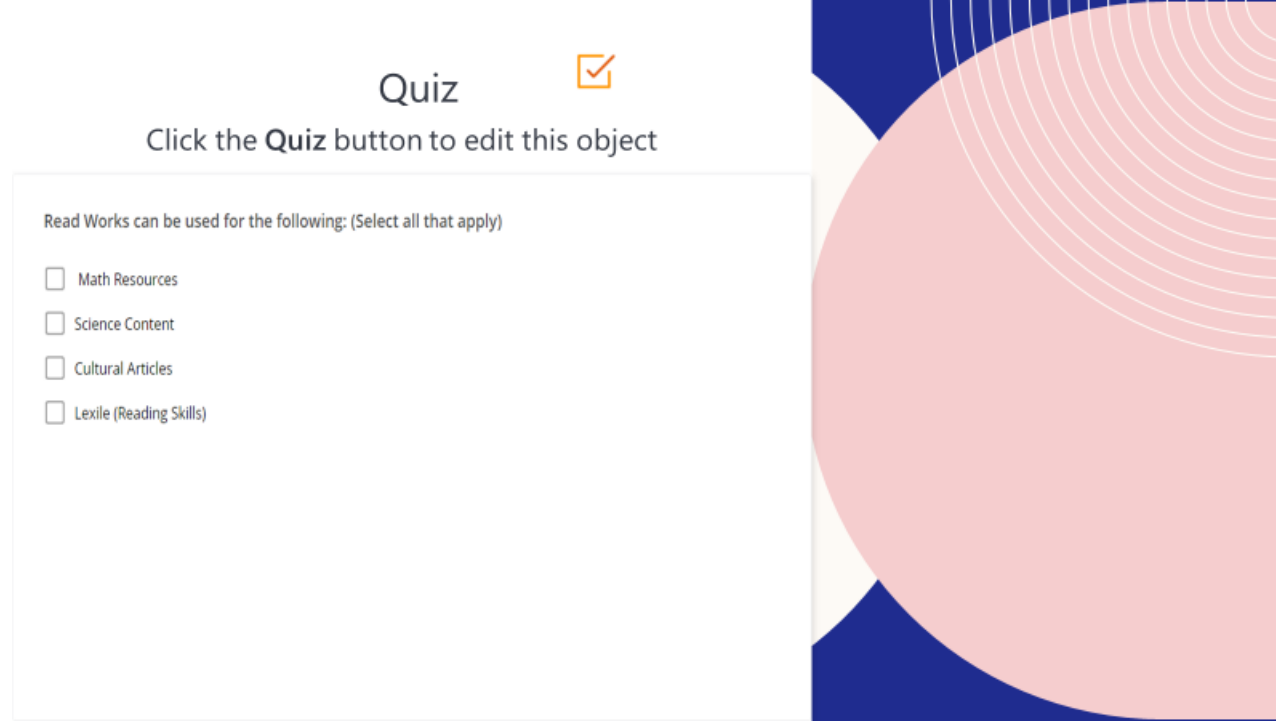 Quiz
Click the Quiz button to edit this object
Read Works can be used for the following: (Select all that apply)
Math Resources
Science Content
Cultural Articles
Lexile (Reading Skills)